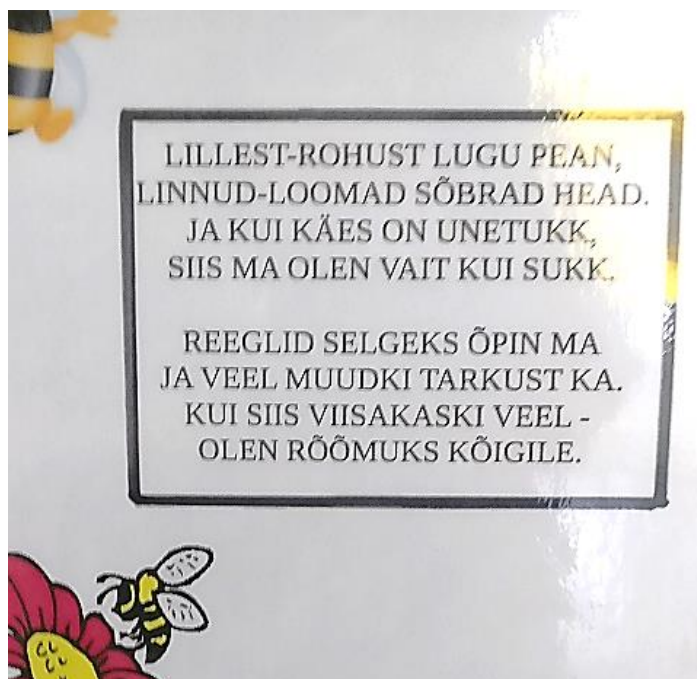 LILLEST-ROHUST LUGU PEAN,
LINNUD-LOOMAD SÕBRAD HEAD.
JA KUI KÄES ON UNETUKK,
SIIS MA OLEN VAIT KUI SUKK.
REEGLID SELGEKS ÕPIN MA
JA VEEL MUUDKI TARKUST KA.
KUI SIIS VIISAKASKI VEEL -
OLEN RÕÕMUKS KÕIGILE.